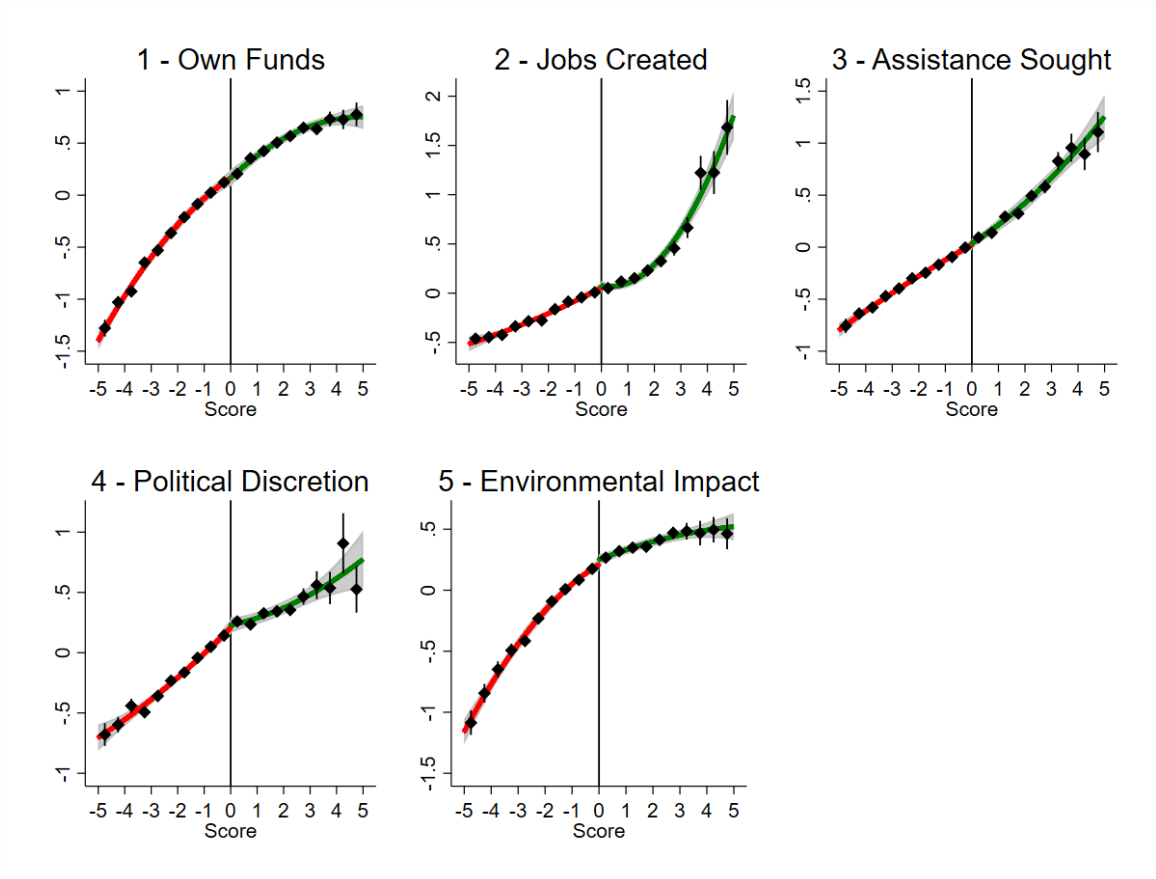 1 - Own Funds
1
.5
0
-.5
-1
-1.5
-5 -4 -3 -2 -1 0 1 2 3 4 5
Score
2 - Jobs Created
2
1.5
1
.5
0
-.5
-5 -4 -3 -2 -1 0 1 2 3 4 5
Score
3 - Assistance Sought
1.5
1
.5
0
-.5
-1
-5 -4 -3 -2 -1 0 1 2 3 4 5
Score
4 - Political Discretion
1
.5
0
-.5
-1
-5 -4 -3 -2 -1 0 1 2 3 4 5
Score
5 - Environmental Impact
.5
0
-.5
-1
-1.5
-5 -4 -3 -2 -1 0 1 2 3 4 5
Score